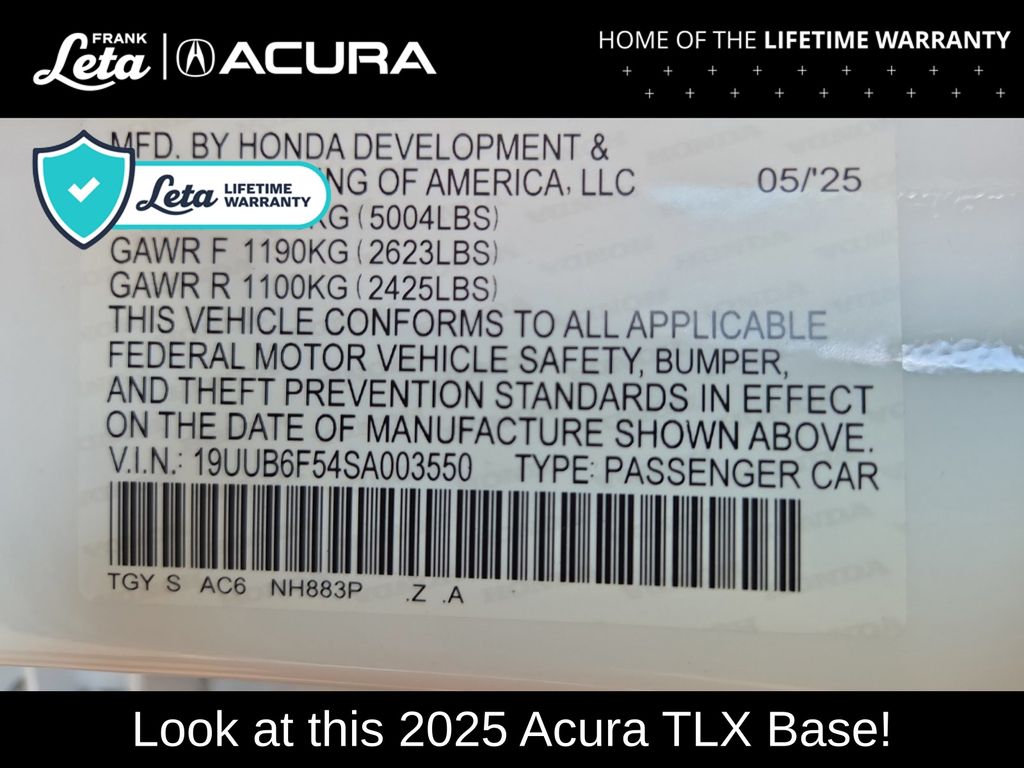 FRANK
Leta
ACURA
HOME OF THE LIFETIME WARRANTY
MFD. BY HONDA DEVELOPMENT &
NG OF AMERICA, LLC 05/'25
Leta LIFETIME
WARRANTY
KG (5004LBS)
GAWR F 1190KG (2623LBS)
GAWR R 1100KG (2425LBS)
THIS VEHICLE CONFORMS TO ALL APPLICABLE
FEDERAL MOTOR VEHICLE SAFETY, BUMPER,
AND THEFT PREVENTION STANDARDS IN EFFECT
ON THE DATE OF MANUFACTURE SHOWN ABOVE.
V.I.N.: 19UUB6F54SA003550 TYPE: PASSENGER CAR
TGY S AC6 NH883P .Z .A
Look at this 2025 Acura TLX Base!